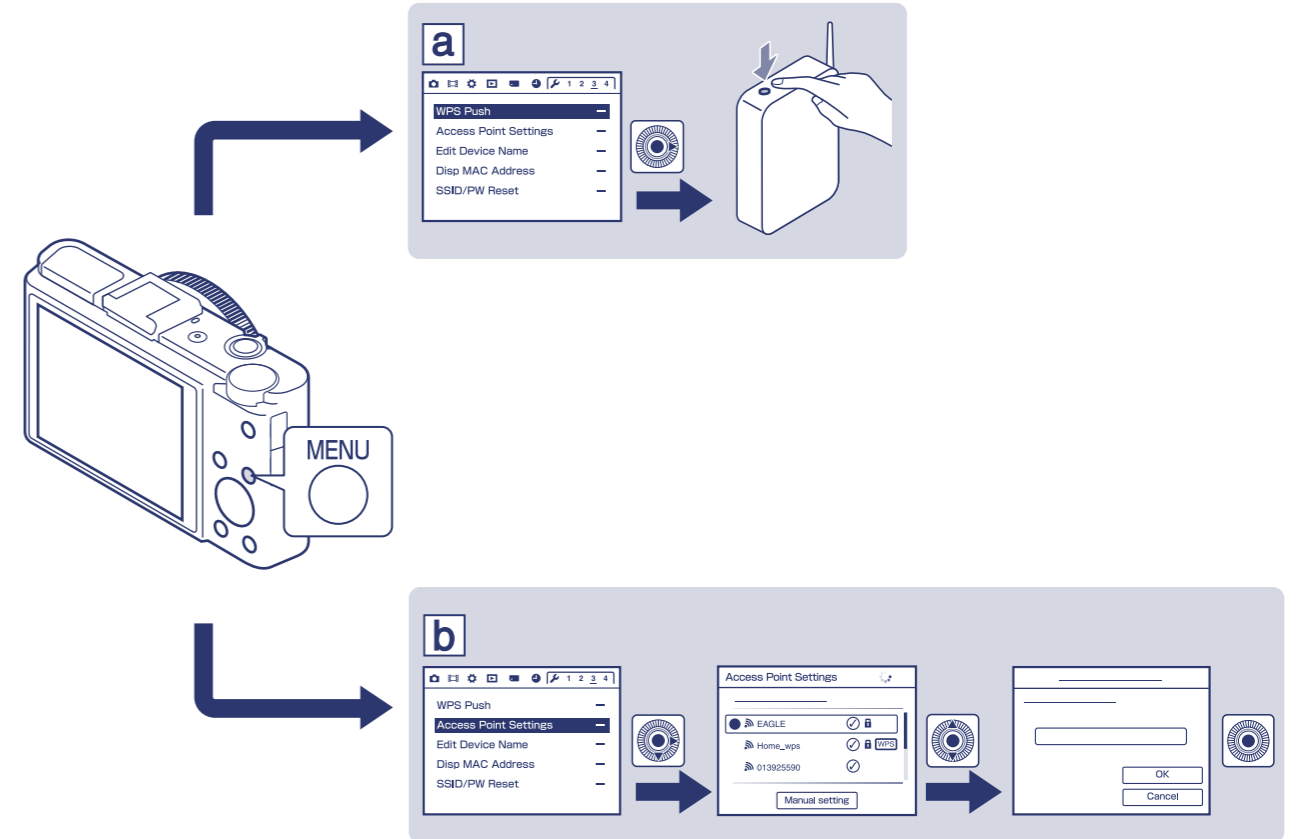 a
1 2 3 4
WPS Push –
Access Point Settings –
Edit Device Name –
Disp MAC Address –
SSID/PW Reset –
MENU
b
1 2 3 4
WPS Push –
Access Point Settings –
Edit Device Name –
Disp MAC Address –
SSID/PW Reset –
Access Point Settings
EAGLE
Home_wps WPS
013925590
Manual setting
OK
Cancel